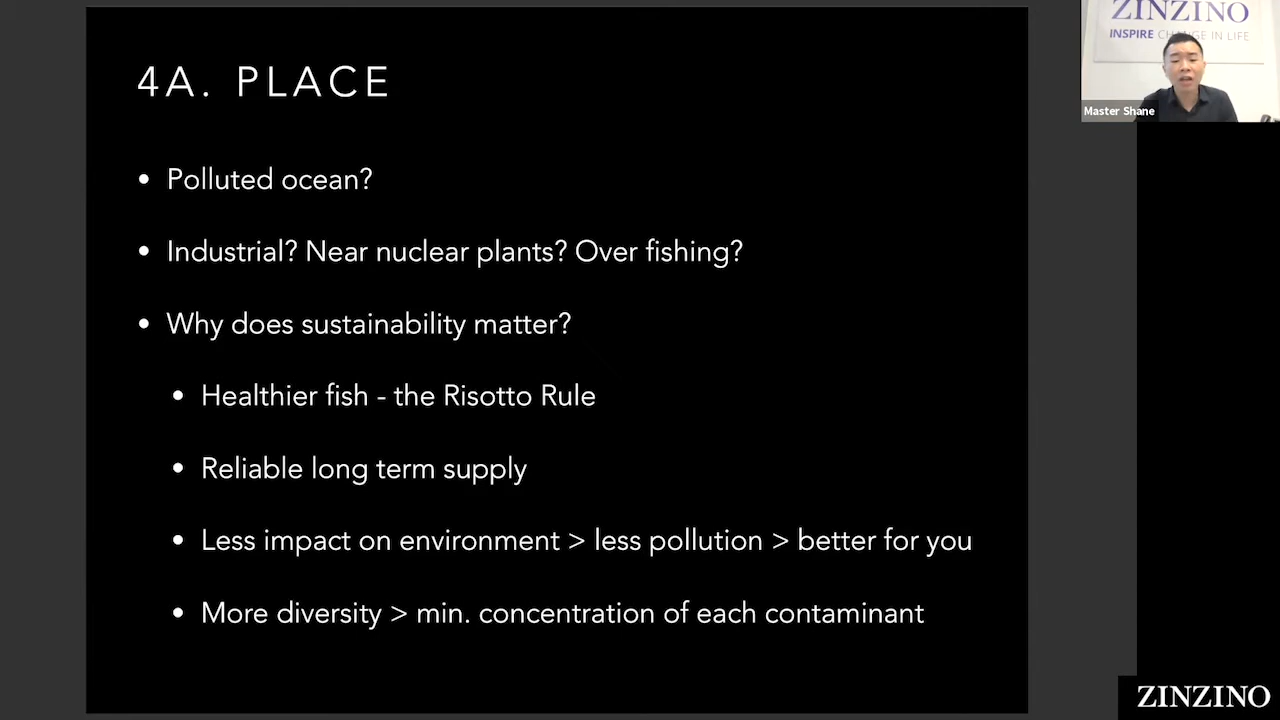 4A. PLACE
• Polluted ocean?
• Industrial? Near nuclear plants? Over fishing?
• Why does sustainability matter?
• Healthier fish - the Risotto Rule
• Reliable long term supply
• Less impact on environment > less pollution > better for you
• More diversity > min. concentration of each contaminant
ZINZINO
INSPIRE CHANGE IN LIFE
Master Shane
ZINZINO